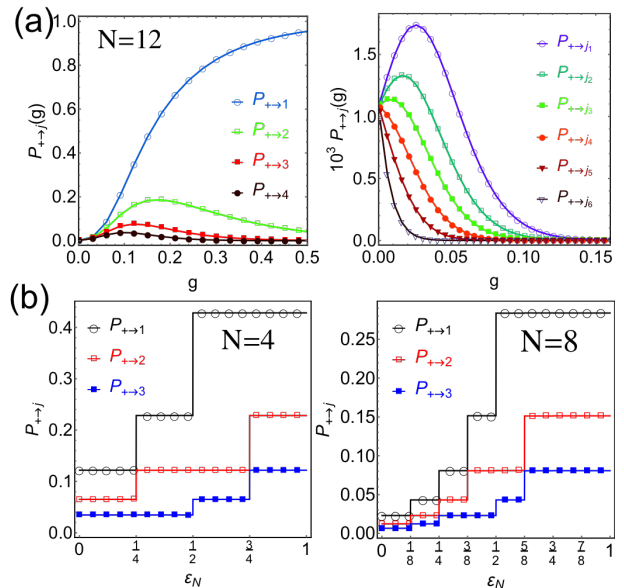 (a)
N=12
P+→j(g)
1.0
0.8
0.6
0.4
0.2
0.0
P+→1
P+→2
P+→3
P+→4
0.0 0.1 0.2 0.3 0.4 0.5
g
10³ P+→j(g)
1.5
1.0
0.5
0.0
P+→j₁
P+→j₂
P+→j₃
P+→j₄
P+→j₅
P+→j₆
0.00 0.05 0.10 0.15
g
(b)
P+→j
0.4
0.3
0.2
0.1
0.0
P+→1
P+→2
P+→3
N=4
0 1/4 1/2 3/4 1
εN
P+→j
0.25
0.20
0.15
0.10
0.05
0.00
P+→1
P+→2
P+→3
N=8
0 1/8 1/4 3/8 1/2 5/8 3/4 7/8 1
εN